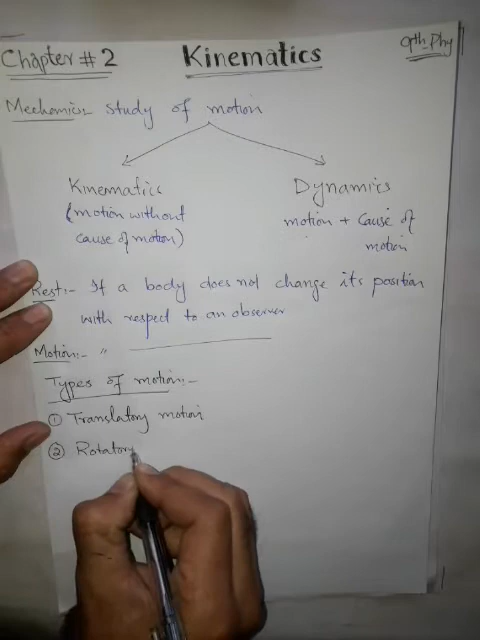 Chapter # 2 Kinematics 9th Phy
Mechanics study of motion
Kinematics Dynamics
(motion without motion + Cause of
cause of motion) motion
Rest:- If a body does not change its position
with respect to an observer
Motion:- "
Types of motion:-
① Translatory motion
② Rotatory